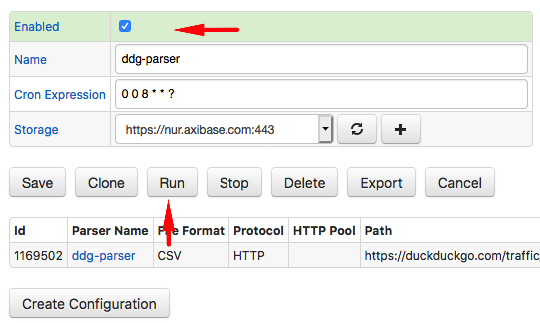 Enabled
Name ddg-parser
Cron Expression 0 0 8 * * ?
Storage https://nur.axibase.com:443
Save Clone Run Stop Delete Export Cancel
Id Parser Name File Format Protocol HTTP Pool Path
1169502 ddg-parser CSV HTTP https://duckduckgo.com/traffic
Create Configuration